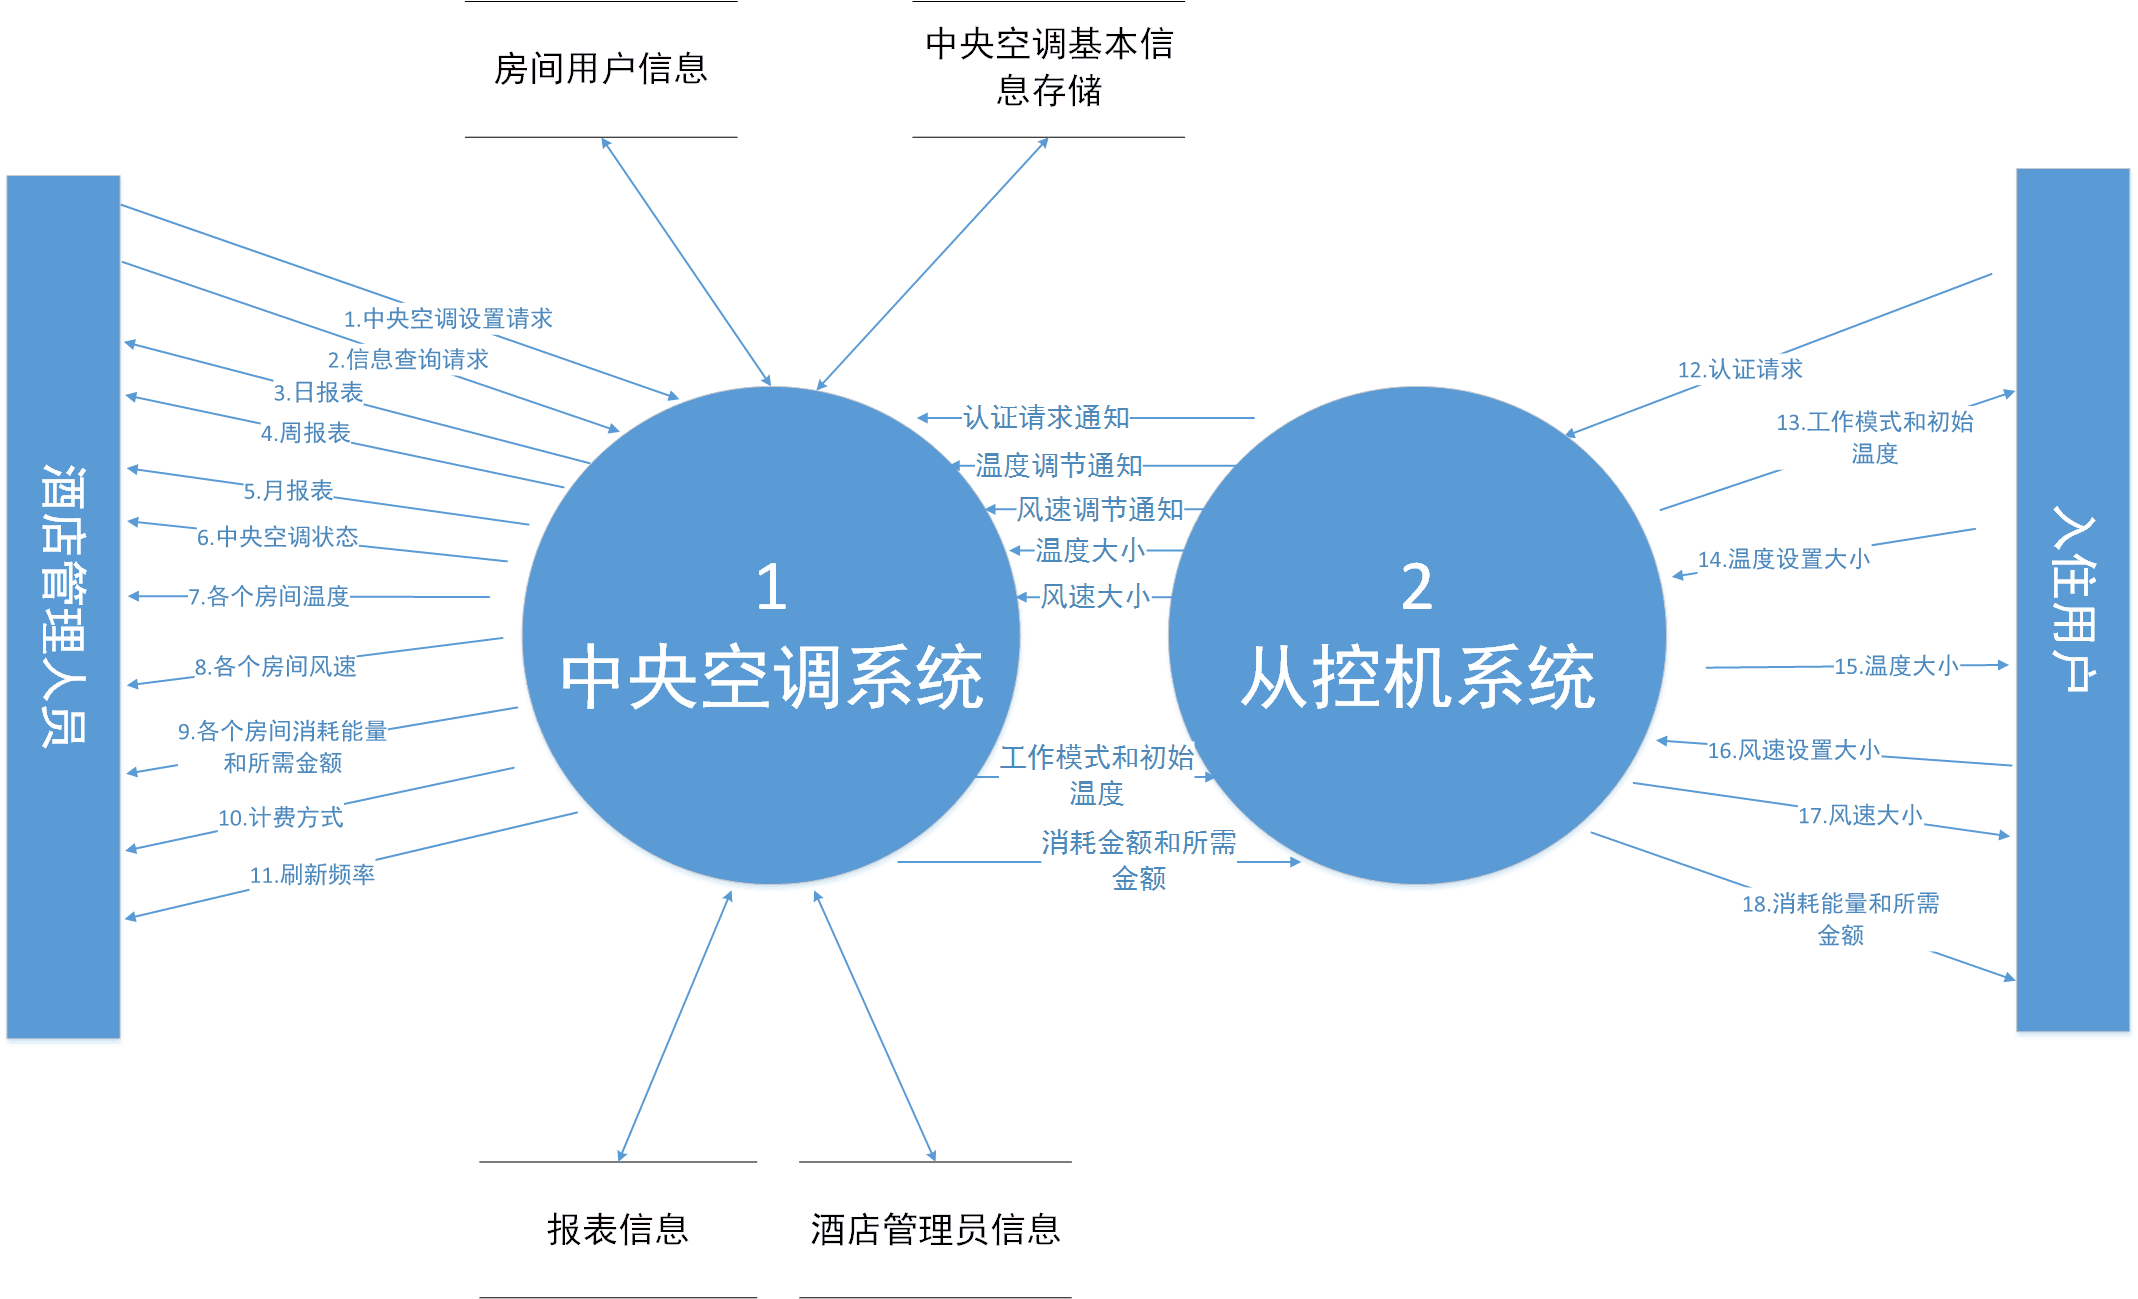 房间用户信息
中央空调基本信
息存储
酒店管理人员
1.中央空调设置请求
2.信息查询请求
3.日报表
4.周报表
5.月报表
6.中央空调状态
7.各个房间温度
8.各个房间风速
9.各个房间消耗能量
和所需金额
10.计费方式
11.刷新频率
1
中央空调系统
认证请求通知
温度调节通知
风速调节通知
温度大小
风速大小
工作模式和初始
温度
消耗金额和所需
金额
2
从控机系统
12.认证请求
13.工作模式和初始
温度
14.温度设置大小
15.温度大小
16.风速设置大小
17.风速大小
18.消耗能量和所需
金额
入住用户
报表信息
酒店管理员信息